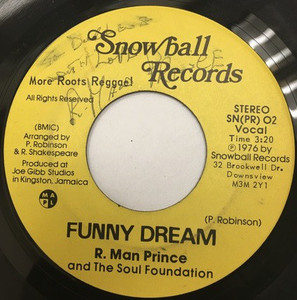 Snowball
Records
More Roots Reggae!
All Rights Reserved
(BMIC)
Arranged by
P. Robinson
& R. Shakespeare
Produced at
Joe Gibb Studios
in Kingston, Jamaica
STEREO
SN(PR) O2
Vocal
Time 3:20
℗ 1976 by
Snowball Records
32 Brookwell Dr.
Downsview
M3M 2Y1
MAPL
(P. Robinson)
FUNNY DREAM
R. Man Prince
and The Soul Foundation